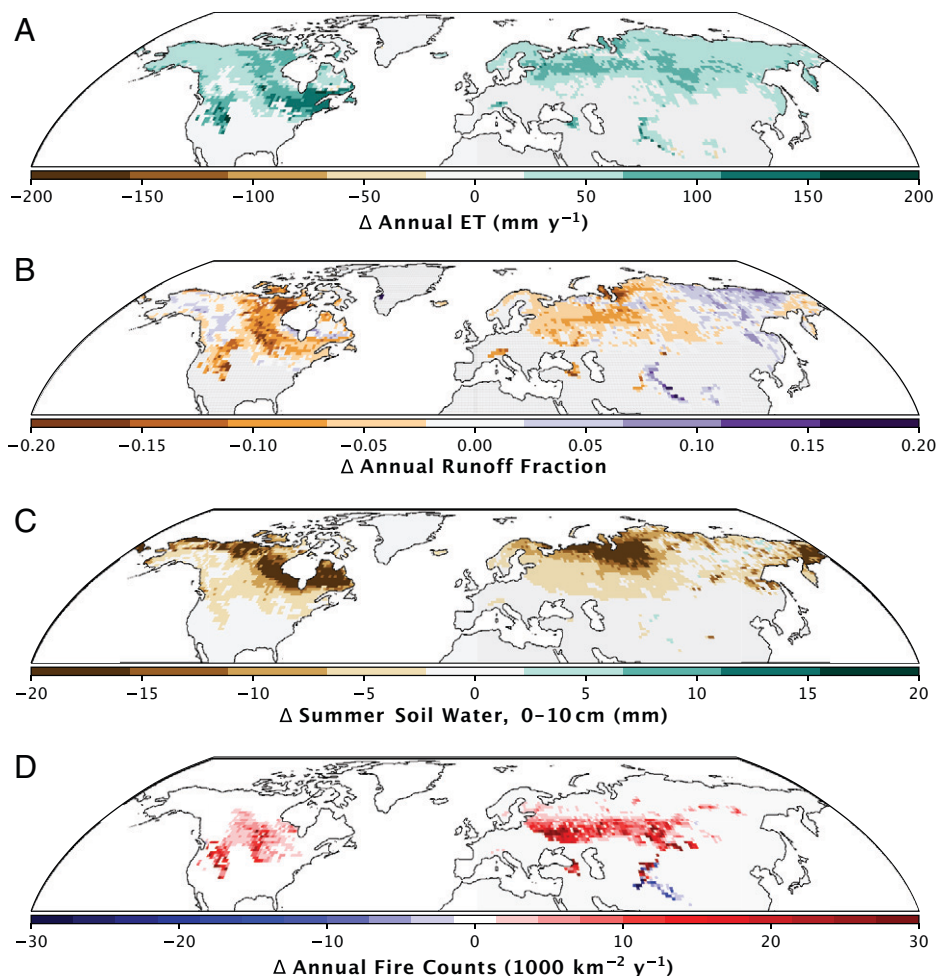 A
−200 −150 −100 −50 0 50 100 150 200
Δ Annual ET (mm y⁻¹)
B
−0.20 −0.15 −0.10 −0.05 0.00 0.05 0.10 0.15 0.20
Δ Annual Runoff Fraction
C
−20 −15 −10 −5 0 5 10 15 20
Δ Summer Soil Water, 0–10 cm (mm)
D
−30 −20 −10 0 10 20 30
Δ Annual Fire Counts (1000 km⁻² y⁻¹)